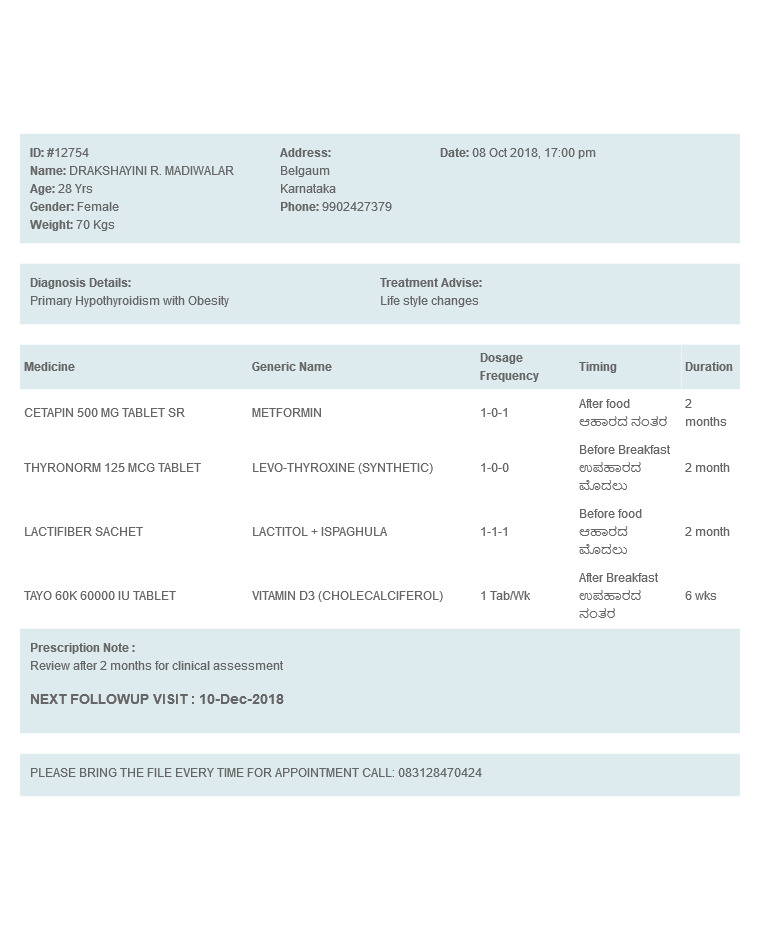 ID: #12754
Name: DRAKSHAYINI R. MADIWALAR
Age: 28 Yrs
Gender: Female
Weight: 70 Kgs
Address:
Belgaum
Karnataka
Phone: 9902427379
Date: 08 Oct 2018, 17:00 pm
Diagnosis Details:
Primary Hypothyroidism with Obesity
Treatment Advise:
Life style changes
Medicine Generic Name Dosage Frequency Timing Duration
CETAPIN 500 MG TABLET SR METFORMIN 1-0-1 After food ಆಹಾರದ ನಂತರ 2 months
THYRONORM 125 MCG TABLET LEVO-THYROXINE (SYNTHETIC) 1-0-0 Before Breakfast ಉಪಹಾರದ ಮೊದಲು 2 month
LACTIFIBER SACHET LACTITOL + ISPAGHULA 1-1-1 Before food ಆಹಾರದ ಮೊದಲು 2 month
TAYO 60K 60000 IU TABLET VITAMIN D3 (CHOLECALCIFEROL) 1 Tab/Wk After Breakfast ಉಪಹಾರದ ನಂತರ 6 wks
Prescription Note :
Review after 2 months for clinical assessment
NEXT FOLLOWUP VISIT : 10-Dec-2018
PLEASE BRING THE FILE EVERY TIME FOR APPOINTMENT CALL: 083128470424